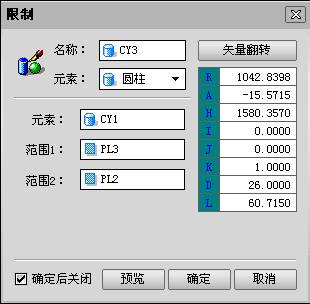 限制
名称： CY3
矢量翻转
元素： 圆柱
R 1042.8398
A -15.5715
H 1580.3570
I 0.0000
J 0.0000
K 1.0000
D 26.0000
L 60.7150
元素： CY1
范围1： PL3
范围2： PL2
确定后关闭 预览 确定 取消